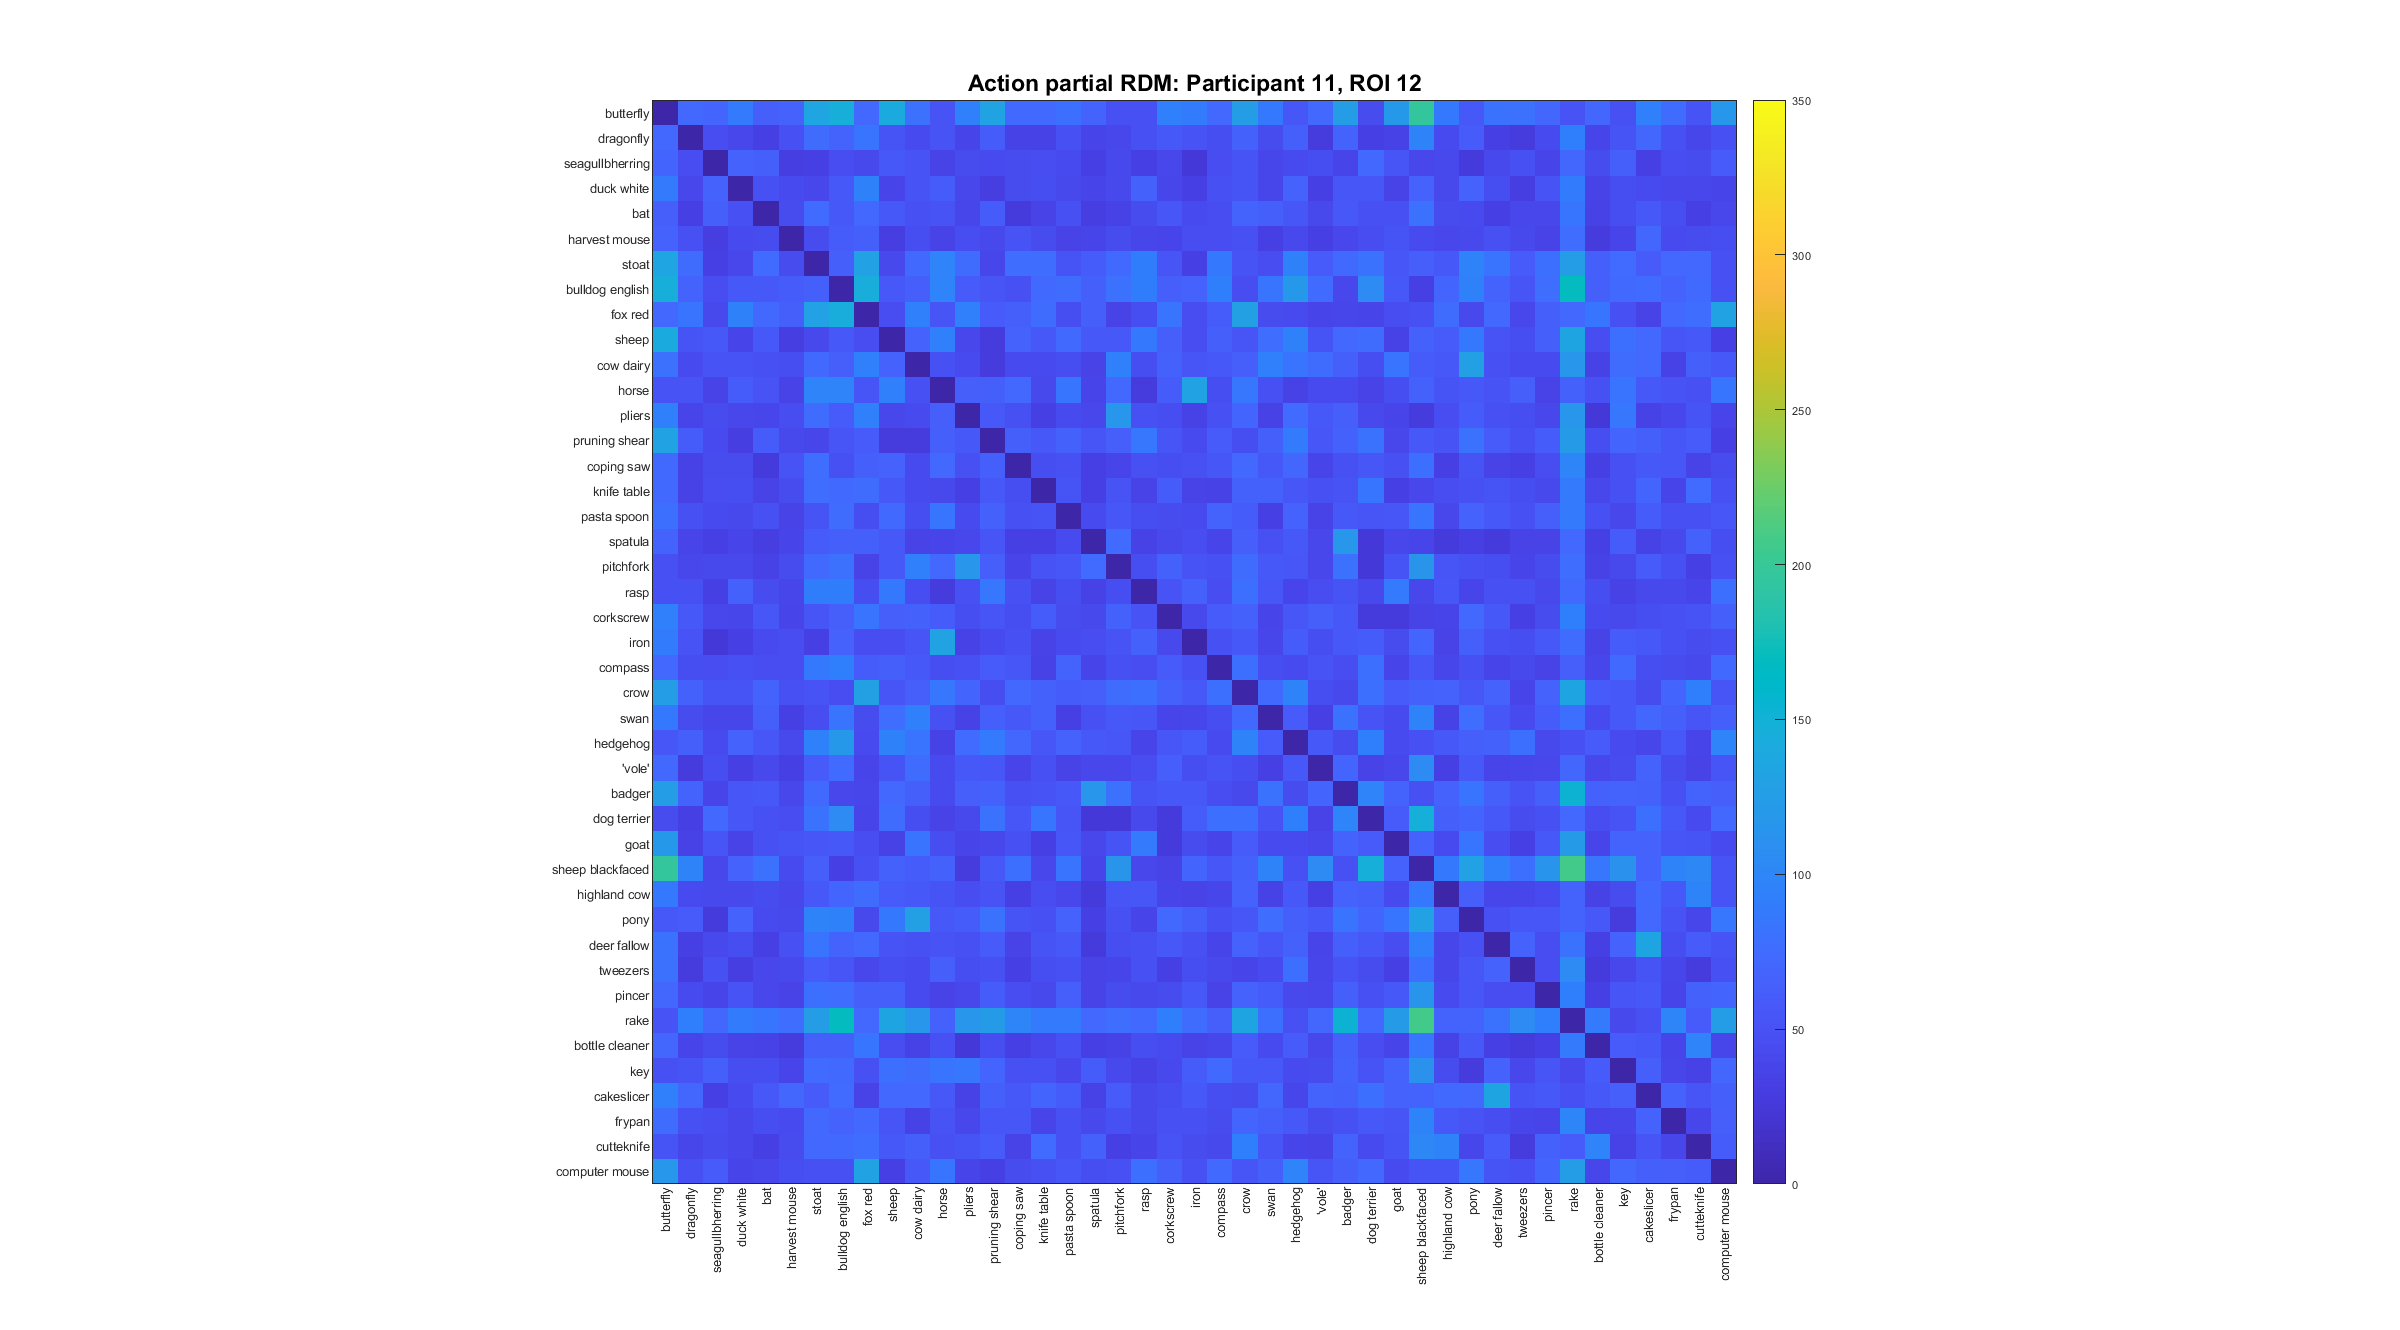 Action partial RDM: Participant 11, ROI 12
butterfly
dragonfly
seagullbherring
duck white
bat
harvest mouse
stoat
bulldog english
fox red
sheep
cow dairy
horse
pliers
pruning shear
coping saw
knife table
pasta spoon
spatula
pitchfork
rasp
corkscrew
iron
compass
crow
swan
hedgehog
'vole'
badger
dog terrier
goat
sheep blackfaced
highland cow
pony
deer fallow
tweezers
pincer
rake
bottle cleaner
key
cakeslicer
frypan
cutteknife
computer mouse
butterfly
dragonfly
seagullbherring
duck white
bat
harvest mouse
stoat
bulldog english
fox red
sheep
cow dairy
horse
pliers
pruning shear
coping saw
knife table
pasta spoon
spatula
pitchfork
rasp
corkscrew
iron
compass
crow
swan
hedgehog
'vole'
badger
dog terrier
goat
sheep blackfaced
highland cow
pony
deer fallow
tweezers
pincer
rake
bottle cleaner
key
cakeslicer
frypan
cutteknife
computer mouse
350
300
250
200
150
100
50
0